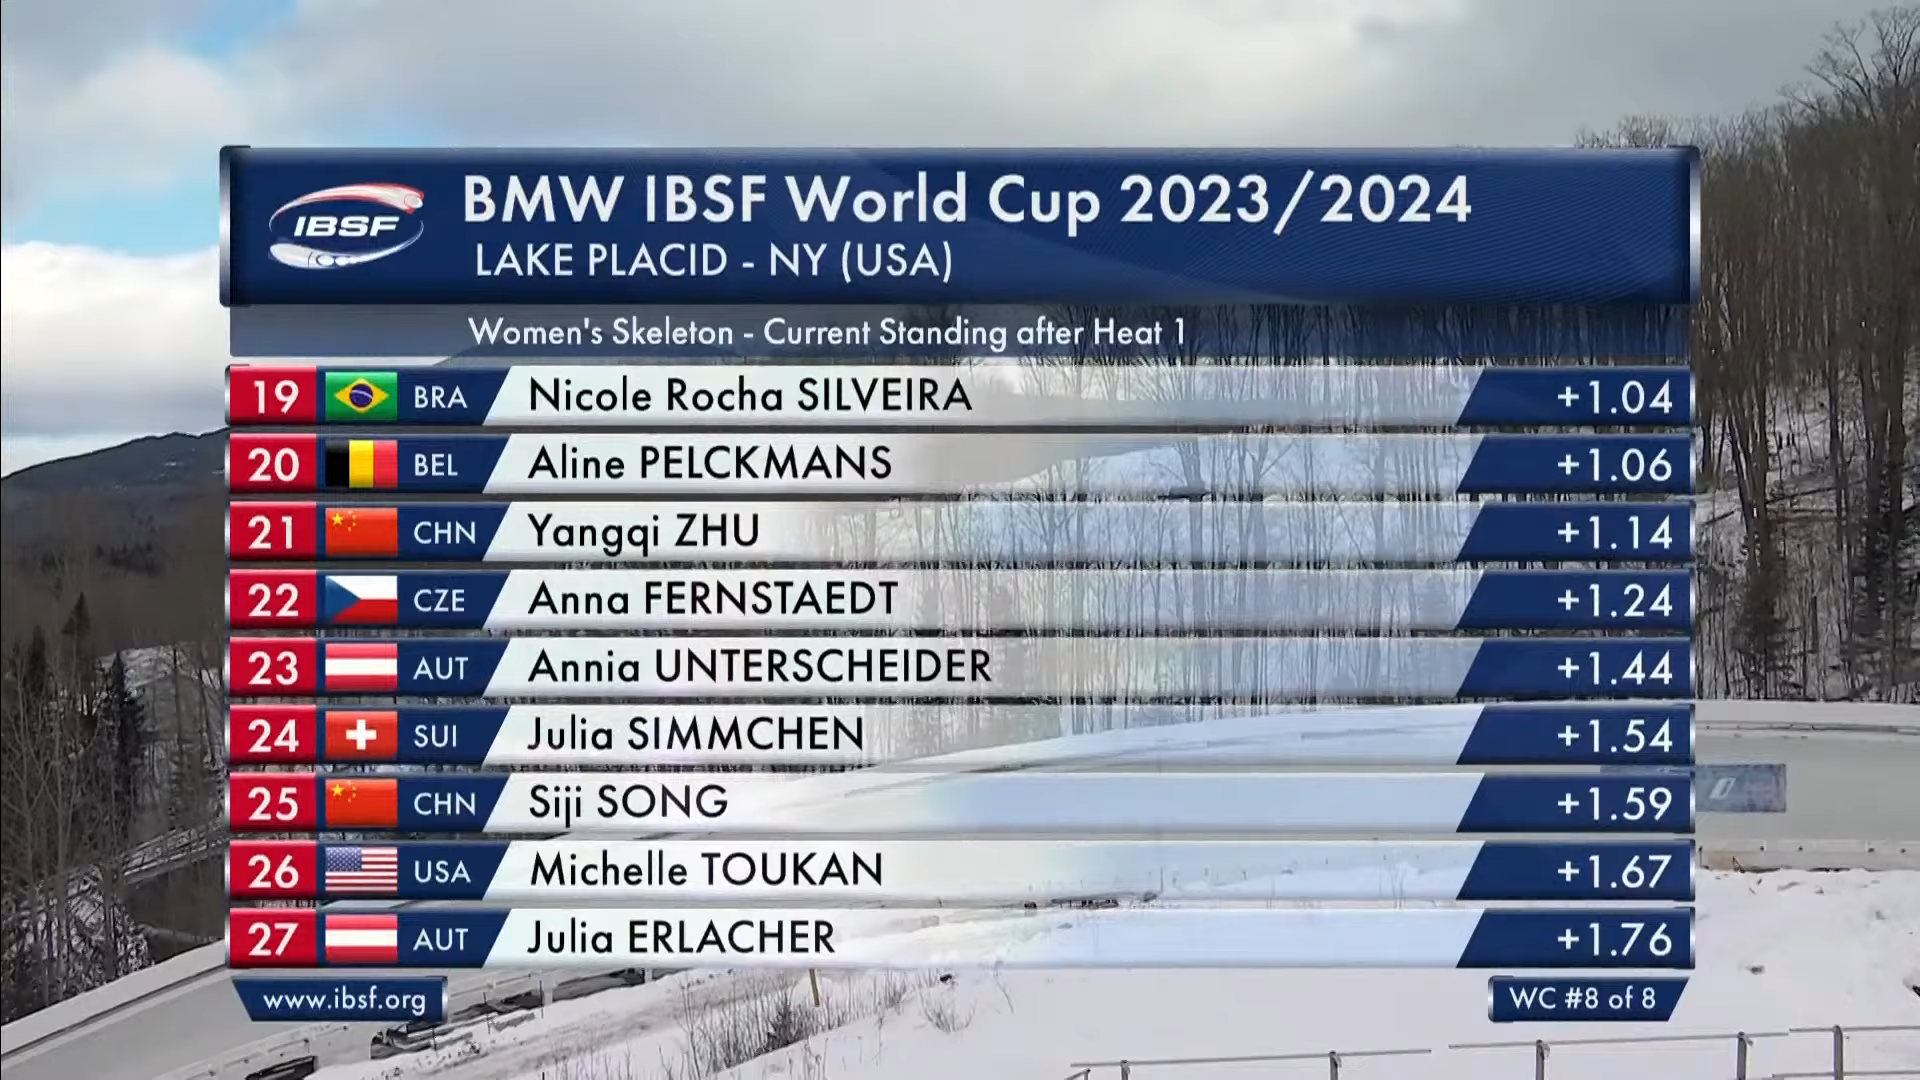 IBSF
BMW IBSF World Cup 2023/2024
LAKE PLACID - NY (USA)
Women's Skeleton - Current Standing after Heat 1
19 BRA Nicole Rocha SILVEIRA +1.04
20 BEL Aline PELCKMANS +1.06
21 CHN Yangqi ZHU +1.14
22 CZE Anna FERNSTAEDT +1.24
23 AUT Annia UNTERSCHEIDER +1.44
24 SUI Julia SIMMCHEN +1.54
25 CHN Siji SONG +1.59
26 USA Michelle TOUKAN +1.67
27 AUT Julia ERLACHER +1.76
www.ibsf.org
WC #8 of 8